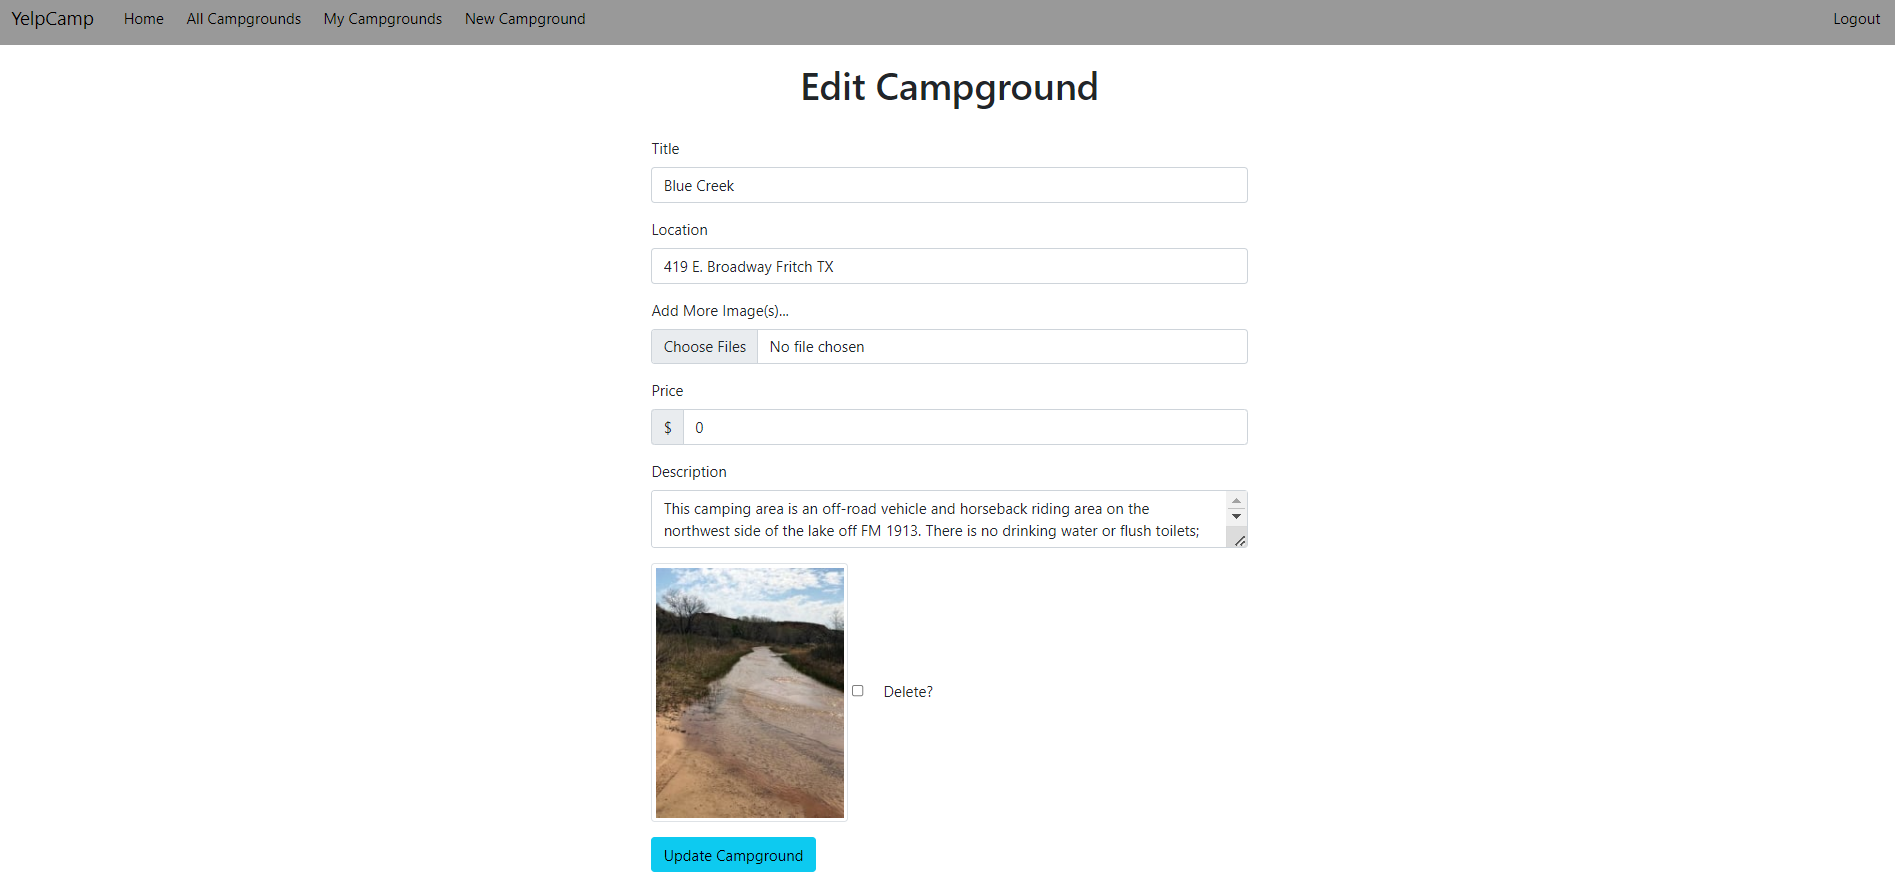 YelpCamp Home All Campgrounds My Campgrounds New Campground Logout
Edit Campground
Title
Blue Creek
Location
419 E. Broadway Fritch TX
Add More Image(s)...
Choose Files No file chosen
Price
$ 0
Description
This camping area is an off-road vehicle and horseback riding area on the
northwest side of the lake off FM 1913. There is no drinking water or flush toilets;
Delete?
Update Campground